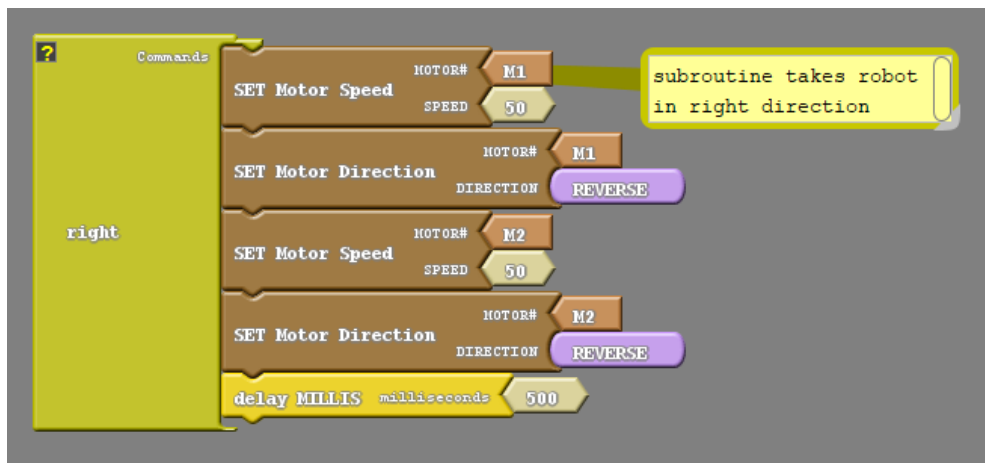 ?
Commands
right
SET Motor Speed
MOTOR# M1
SPEED 50
SET Motor Direction
MOTOR# M1
DIRECTION REVERSE
SET Motor Speed
MOTOR# M2
SPEED 50
SET Motor Direction
MOTOR# M2
DIRECTION REVERSE
delay MILLIS milliseconds 500
subroutine takes robot
in right direction